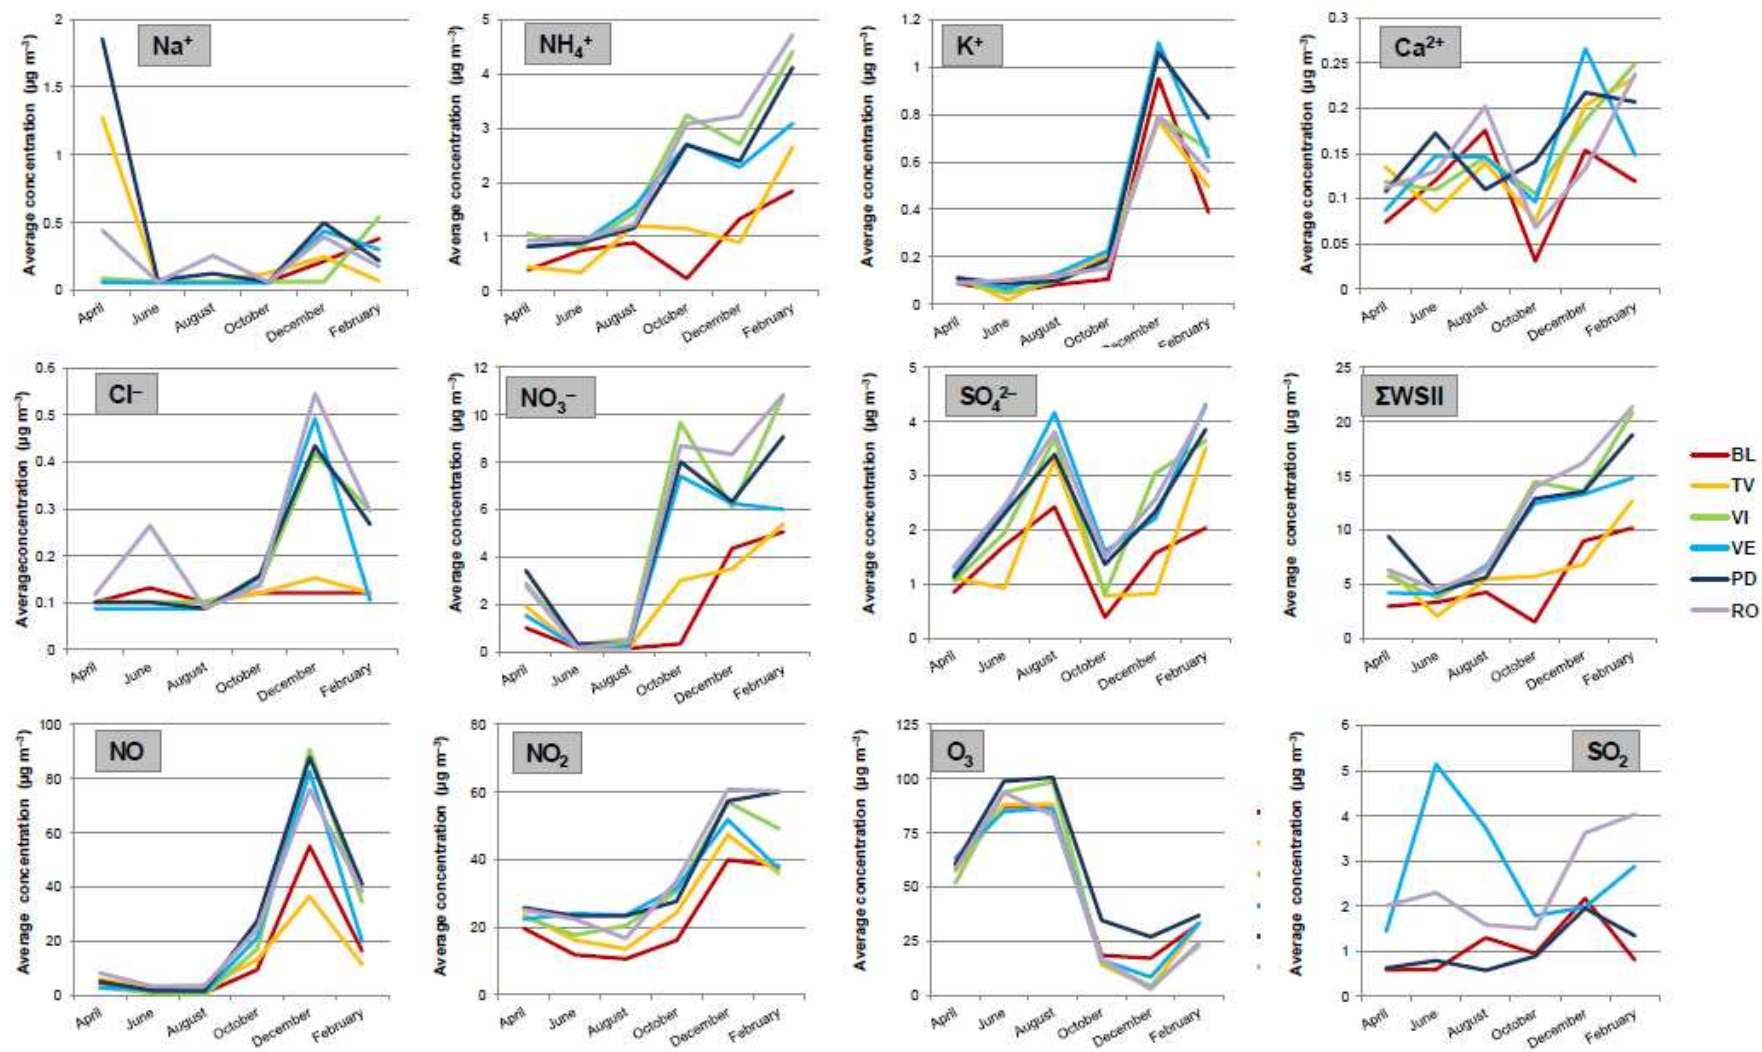 Na⁺
Average concentration (µg m⁻³)
2
1.5
1
0.5
0
April
June
August
October
December
February
NH₄⁺
Average concentration (µg m⁻³)
5
4
3
2
1
0
April
June
August
October
December
February
K⁺
Average concentration (µg m⁻³)
1.2
1
0.8
0.6
0.4
0.2
0
April
June
August
October
ecember
February
Ca²⁺
Average concentration (µg m⁻³)
0.3
0.25
0.2
0.15
0.1
0.05
0
April
June
August
October
December
February
Cl⁻
Averageconcentration (µg m⁻³)
0.6
0.5
0.4
0.3
0.2
0.1
0
April
June
August
October
December
February
NO₃⁻
Average concentration (µg m⁻³)
12
10
8
6
4
2
0
April
June
August
October
December
February
SO₄²⁻
Average concentration (µg m⁻³)
5
4
3
2
1
0
April
June
August
October
December
February
ΣWSII
Average concentration (µg m⁻³)
25
20
15
10
5
0
April
June
August
October
December
February
BL
TV
VI
VE
PD
RO
NO
Average concentration (µg m⁻³)
100
80
60
40
20
0
April
June
August
October
December
February
NO₂
Average concentration (µg m⁻³)
80
60
40
20
0
April
June
August
October
December
February
O₃
Average concentration (µg m⁻³)
125
100
75
50
25
0
April
June
August
October
December
February
SO₂
Average concentration (µg m⁻³)
6
5
4
3
2
1
0
April
June
August
October
December
February